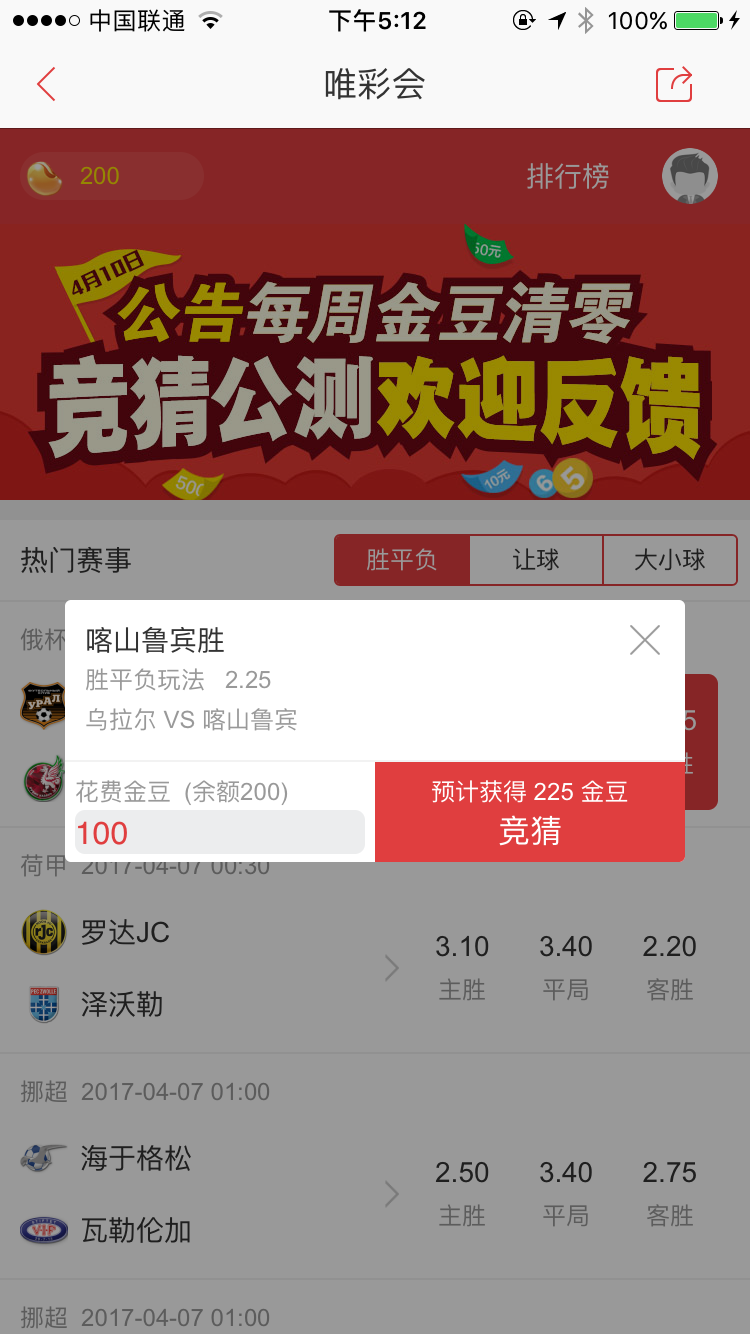 中国联通 下午5:12 100%
唯彩会
200 排行榜
50元
4月10日
公告每周金豆清零
竞猜公测欢迎反馈
500 10元 6 5
热门赛事 胜平负 让球 大小球
俄杯
喀山鲁宾胜
胜平负玩法 2.25
乌拉尔 VS 喀山鲁宾
УРАЛ
5
花费金豆 (余额200)
100
预计获得 225 金豆
竞猜
荷甲 2017-04-07 00:30
罗达JC 3.10 3.40 2.20
泽沃勒 主胜 平局 客胜
挪超 2017-04-07 01:00
海于格松 2.50 3.40 2.75
VIF
瓦勒伦加 主胜 平局 客胜
挪超 2017-04-07 01:00